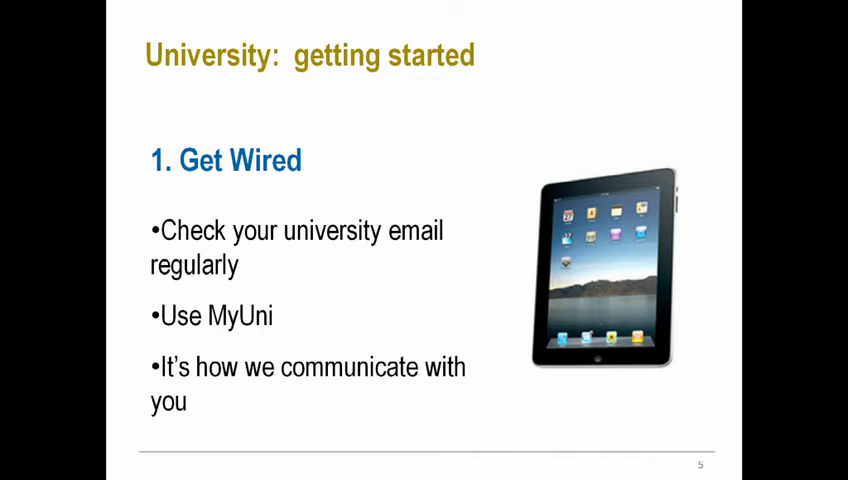 University:  getting started
1. Get Wired
•Check your university email
regularly
•Use MyUni
•It's how we communicate with
you
5